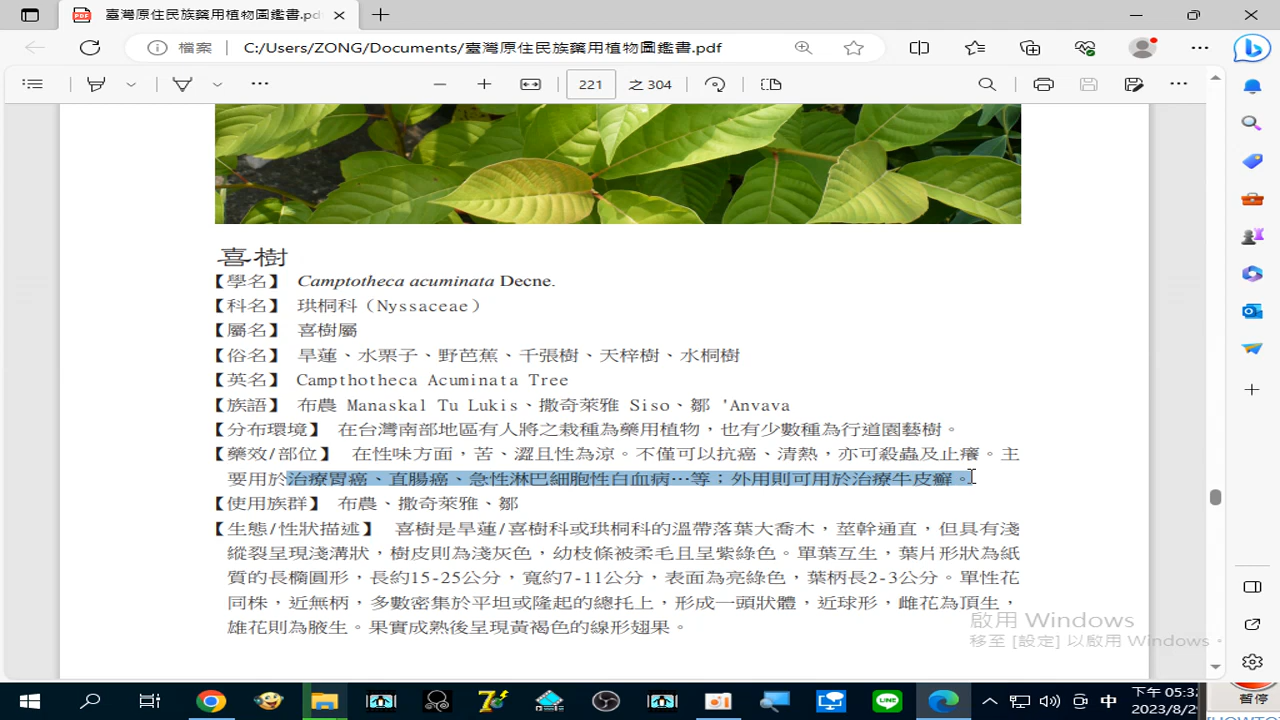 臺灣原住民族藥用植物圖鑑書.pd
檔案 C:/Users/ZONG/Documents/臺灣原住民族藥用植物圖鑑書.pdf
221 之 304
喜樹
【學名】 Camptotheca acuminata Decne.
【科名】 珙桐科（Nyssaceae）
【屬名】 喜樹屬
【俗名】 旱蓮、水栗子、野芭蕉、千張樹、天梓樹、水桐樹
【英名】 Campthotheca Acuminata Tree
【族語】 布農 Manaskal Tu Lukis、撒奇萊雅 Siso、鄒 'Anvava
【分布環境】 在台灣南部地區有人將之栽種為藥用植物，也有少數種為行道園藝樹。
【藥效/部位】 在性味方面，苦、澀且性為涼。不僅可以抗癌、清熱，亦可殺蟲及止癢。主
要用於治療胃癌、直腸癌、急性淋巴細胞性白血病…等；外用則可用於治療牛皮癬。
【使用族群】 布農、撒奇萊雅、鄒
【生態/性狀描述】 喜樹是旱蓮/喜樹科或珙桐科的溫帶落葉大喬木，莖幹通直，但具有淺
縱裂呈現淺溝狀，樹皮則為淺灰色，幼枝條被柔毛且呈紫綠色。單葉互生，葉片形狀為紙
質的長橢圓形，長約15-25公分，寬約7-11公分，表面為亮綠色，葉柄長2-3公分。單性花
同株，近無柄，多數密集於平坦或隆起的總托上，形成一頭狀體，近球形，雌花為頂生，
雄花則為腋生。果實成熟後呈現黃褐色的線形翅果。
啟用 Windows
移至 [設定] 以啟用 Windows。
中
下午 05:32
2023/8/2
暫停